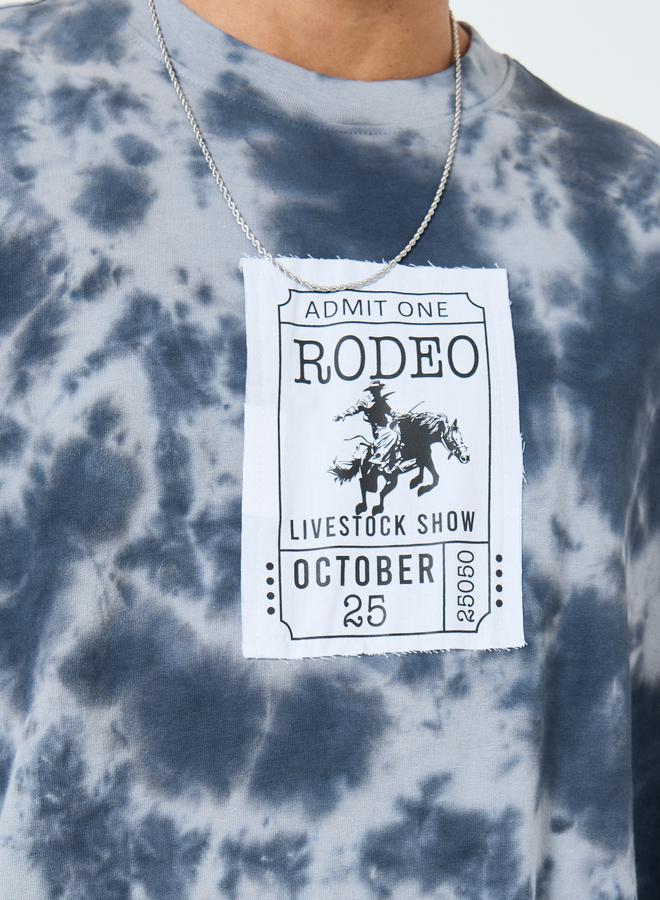 ADMIT ONE
RODEO
LIVESTOCK SHOW
OCTOBER
25
25050